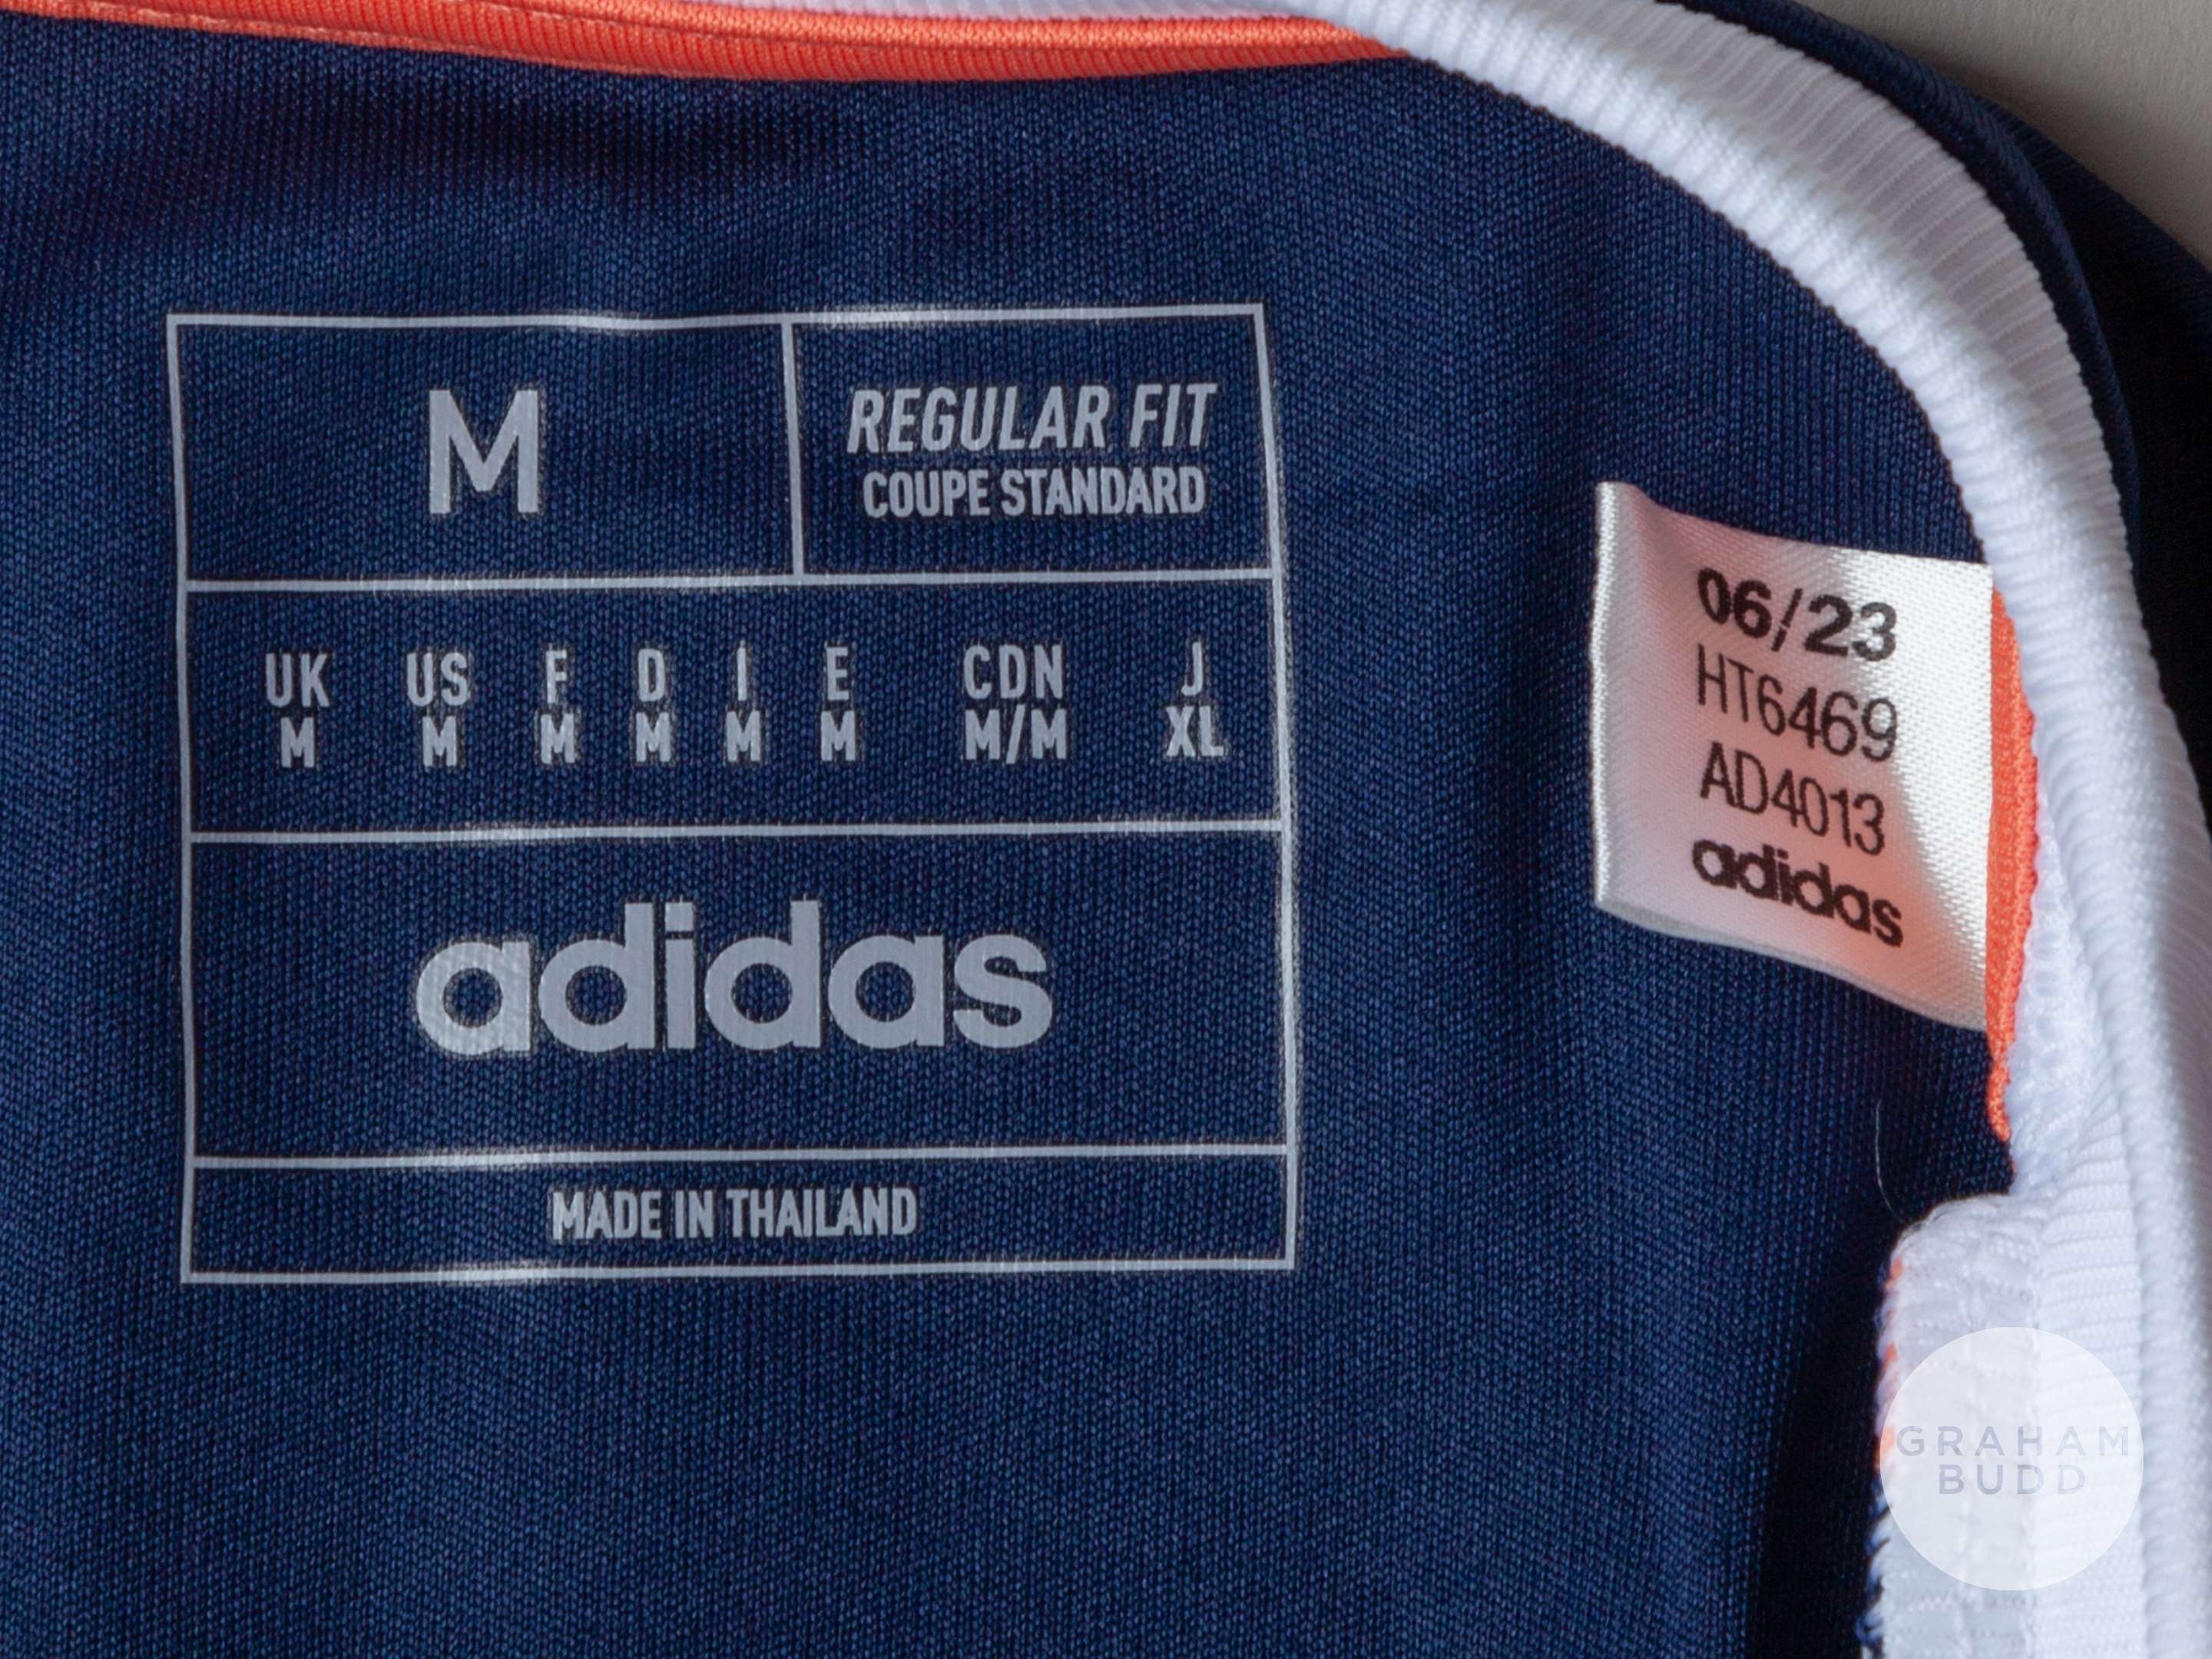 M
REGULAR FIT
COUPE STANDARD
UK US F D I E CDN J
M M M M M M M/M XL
adidas
MADE IN THAILAND
06/23
HT6469
AD4013
adidas
GRAHAM
BUDD